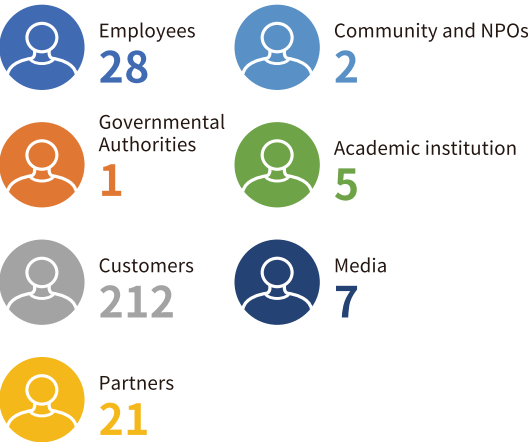 Employees
28
Community and NPOs
2
Governmental
Authorities
1
Academic institution
5
Customers
212
Media
7
Partners
21